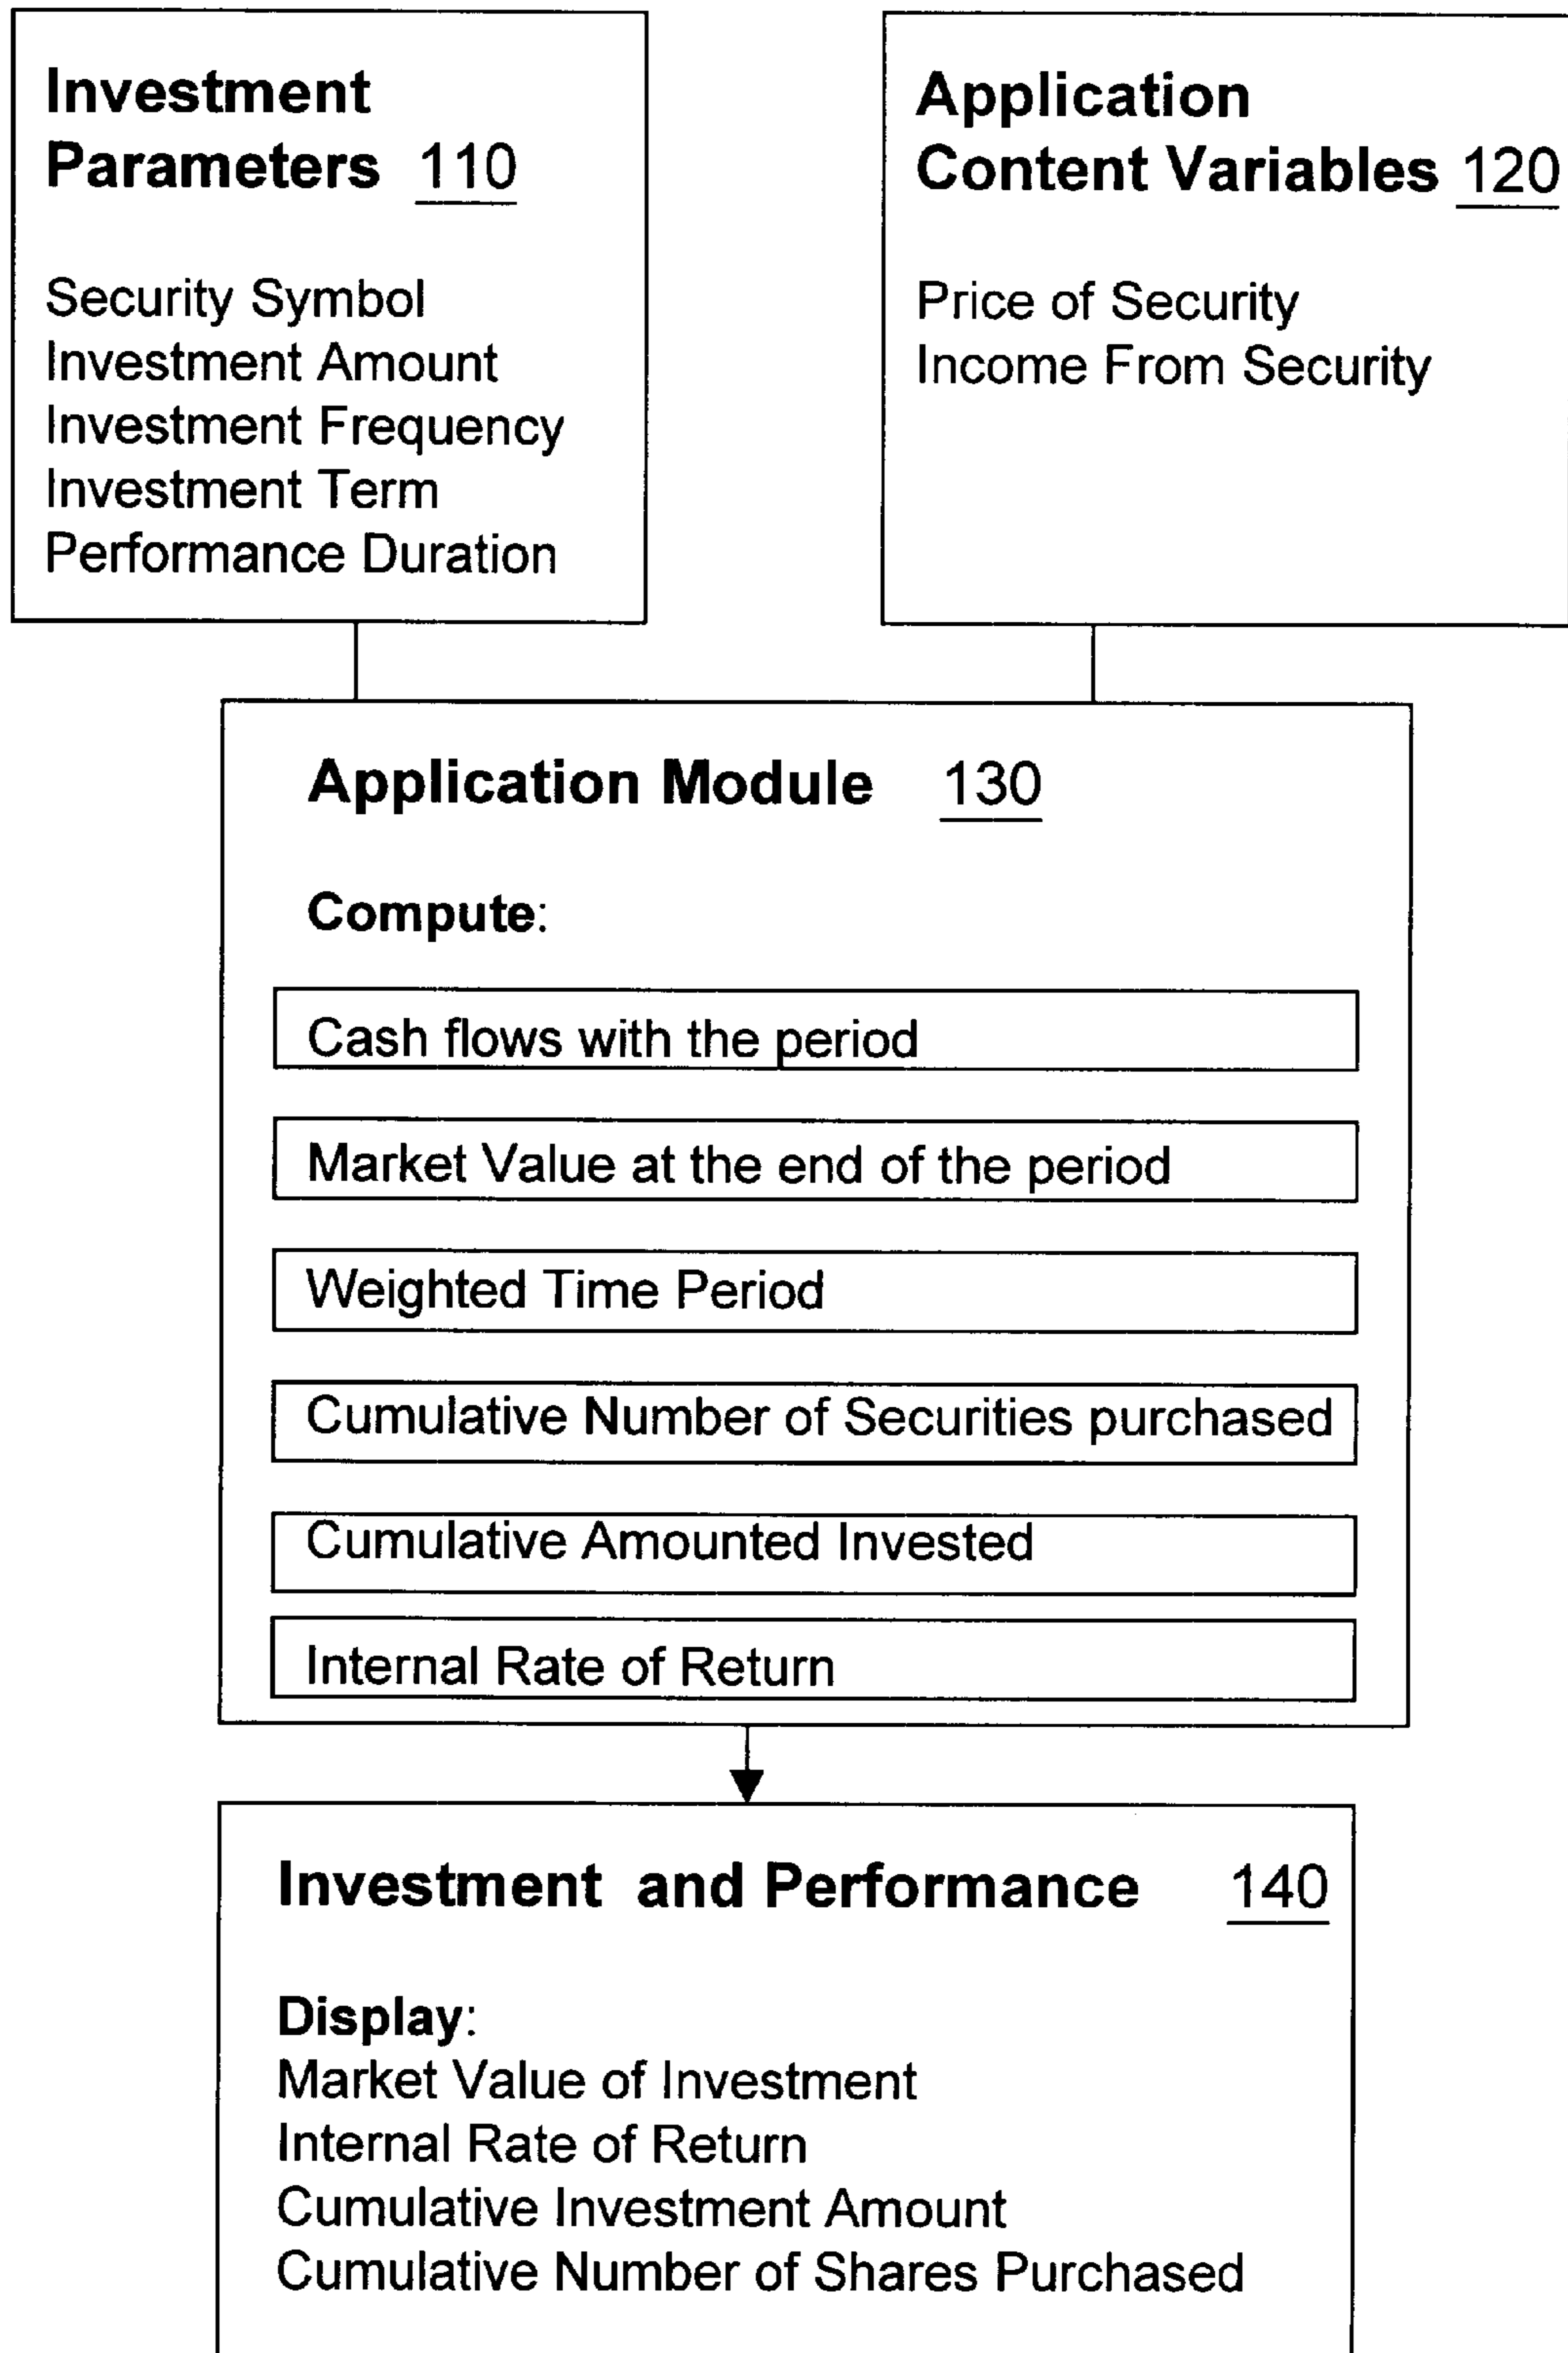 Investment
Parameters 110
Security Symbol
Investment Amount
Investment Frequency
Investment Term
Performance Duration
Application
Content Variables 120
Price of Security
Income From Security
Application Module 130
Compute:
Cash flows with the period
Market Value at the end of the period
Weighted Time Period
Cumulative Number of Securities purchased
Cumulative Amounted Invested
Internal Rate of Return
Investment and Performance 140
Display:
Market Value of Investment
Internal Rate of Return
Cumulative Investment Amount
Cumulative Number of Shares Purchased